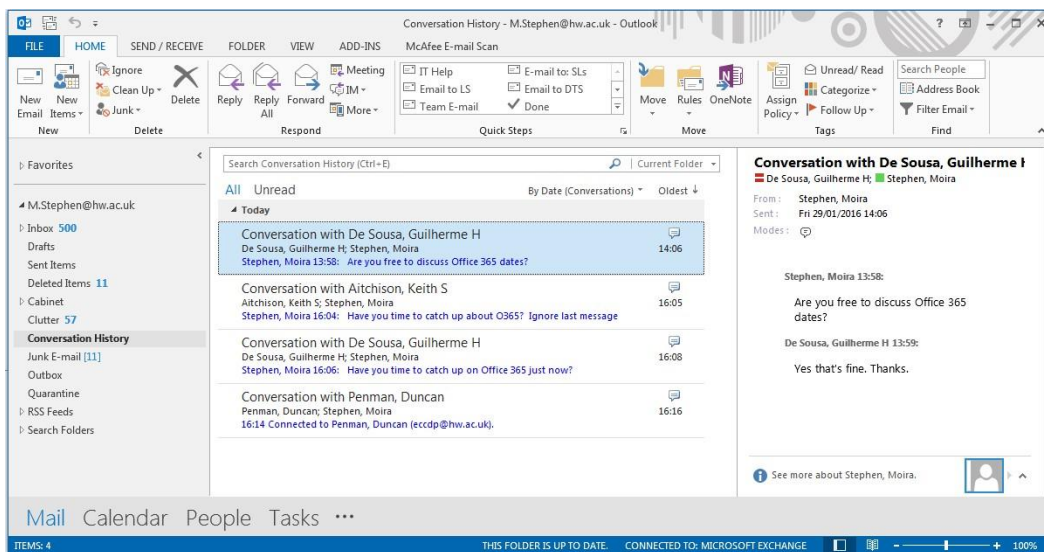 Conversation History - M.Stephen@hw.ac.uk - Outlook
FILE HOME SEND / RECEIVE FOLDER VIEW ADD-INS McAfee E-mail Scan
New Email
New Items
New
Ignore
Clean Up
Junk
Delete
Delete
Reply
Reply All
Forward
Meeting
IM
More
Respond
IT Help
Email to LS
Team E-mail
E-mail to: SLs
Email to DTS
Done
Quick Steps
Move
Rules
OneNote
Move
Assign Policy
Unread/ Read
Categorize
Follow Up
Tags
Search People
Address Book
Filter Email
Find
Favorites
M.Stephen@hw.ac.uk
Inbox 500
Drafts
Sent Items
Deleted Items 11
Cabinet
Clutter 57
Conversation History
Junk E-mail [11]
Outbox
Quarantine
RSS Feeds
Search Folders
Search Conversation History (Ctrl+E) Current Folder
All Unread By Date (Conversations) Oldest
Today
Conversation with De Sousa, Guilherme H
De Sousa, Guilherme H; Stephen, Moira 14:06
Stephen, Moira 13:58: Are you free to discuss Office 365 dates?
Conversation with Aitchison, Keith S
Aitchison, Keith S; Stephen, Moira 16:05
Stephen, Moira 16:04: Have you time to catch up about O365? Ignore last message
Conversation with De Sousa, Guilherme H
De Sousa, Guilherme H; Stephen, Moira 16:08
Stephen, Moira 16:06: Have you time to catch up on Office 365 just now?
Conversation with Penman, Duncan
Penman, Duncan; Stephen, Moira 16:16
16:14 Connected to Penman, Duncan (eccdp@hw.ac.uk).
Conversation with De Sousa, Guilherme
De Sousa, Guilherme H; Stephen, Moira
From: Stephen, Moira
Sent: Fri 29/01/2016 14:06
Modes:
Stephen, Moira 13:58:
Are you free to discuss Office 365
dates?
De Sousa, Guilherme H 13:59:
Yes that's fine. Thanks.
See more about Stephen, Moira.
Mail Calendar People Tasks ...
ITEMS: 4 THIS FOLDER IS UP TO DATE. CONNECTED TO: MICROSOFT EXCHANGE 100%